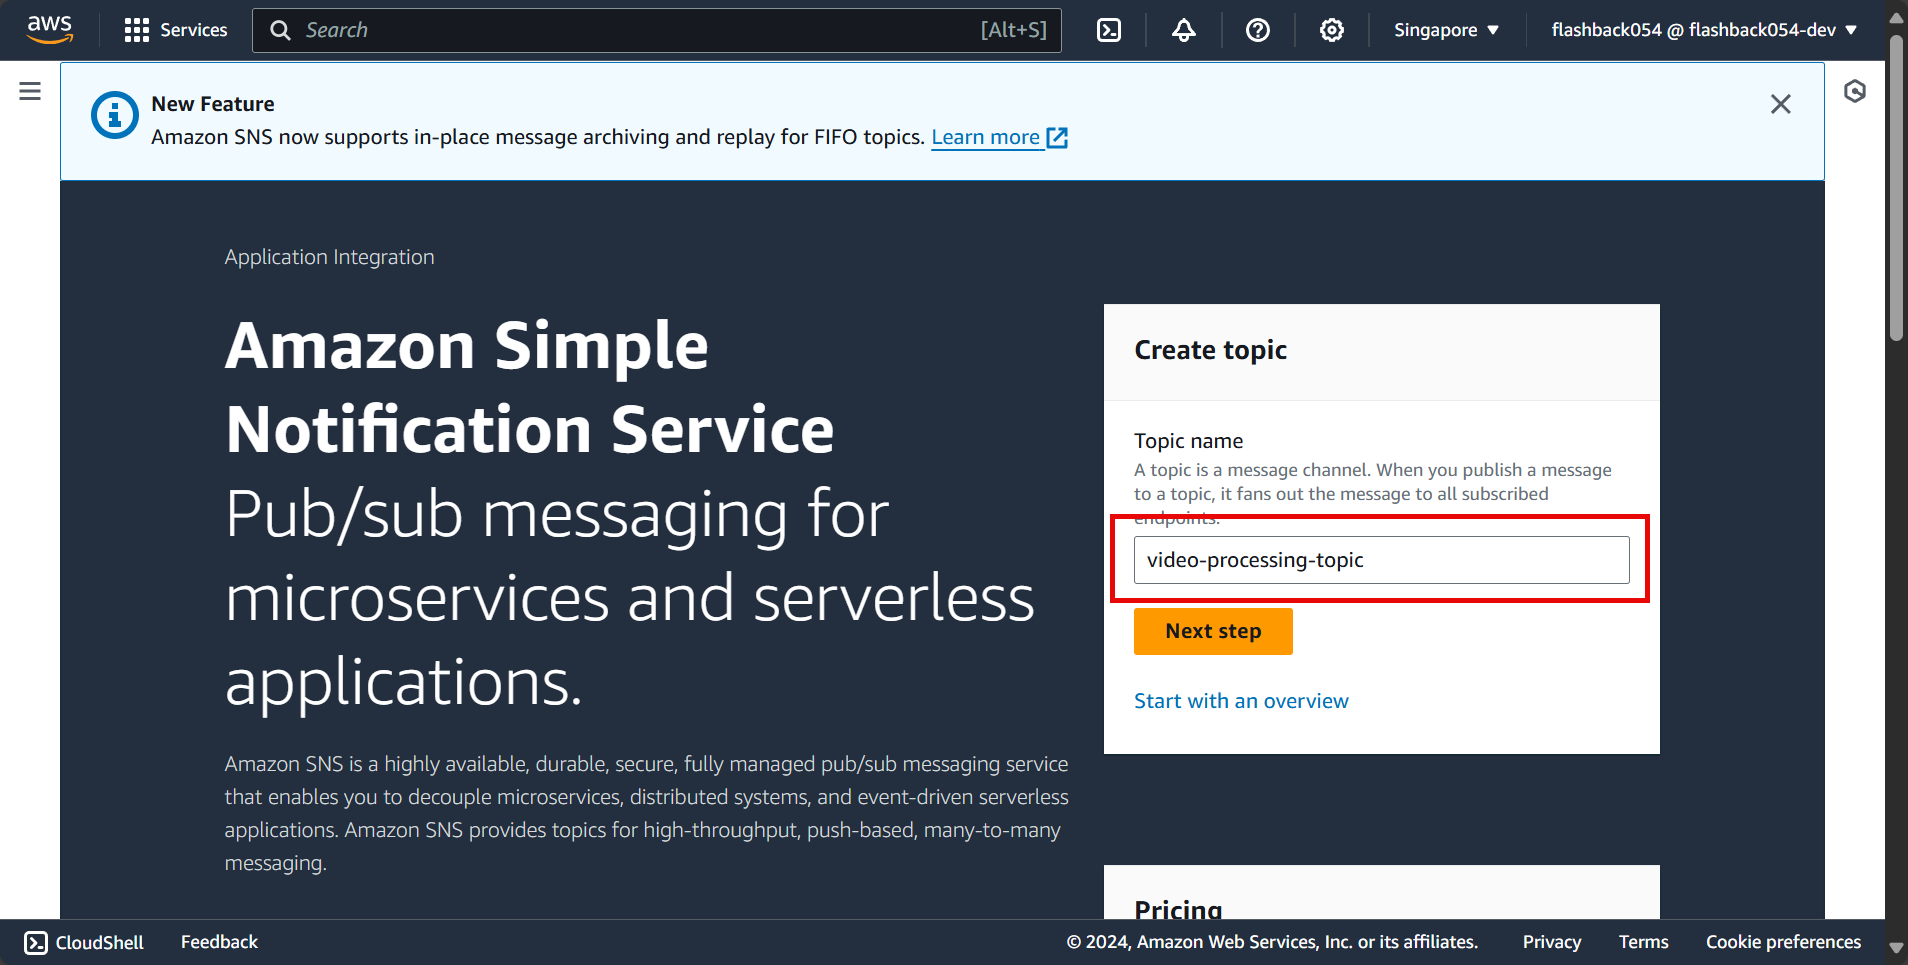 aws
Services
Search
[Alt+S]
Singapore
flashback054 @ flashback054-dev
New Feature
Amazon SNS now supports in-place message archiving and replay for FIFO topics. Learn more
Application Integration
Amazon Simple
Notification Service
Pub/sub messaging for
microservices and serverless
applications.
Amazon SNS is a highly available, durable, secure, fully managed pub/sub messaging service
that enables you to decouple microservices, distributed systems, and event-driven serverless
applications. Amazon SNS provides topics for high-throughput, push-based, many-to-many
messaging.
Create topic
Topic name
A topic is a message channel. When you publish a message
to a topic, it fans out the message to all subscribed
endpoints.
video-processing-topic
Next step
Start with an overview
Pricing
CloudShell
Feedback
© 2024, Amazon Web Services, Inc. or its affiliates.
Privacy
Terms
Cookie preferences